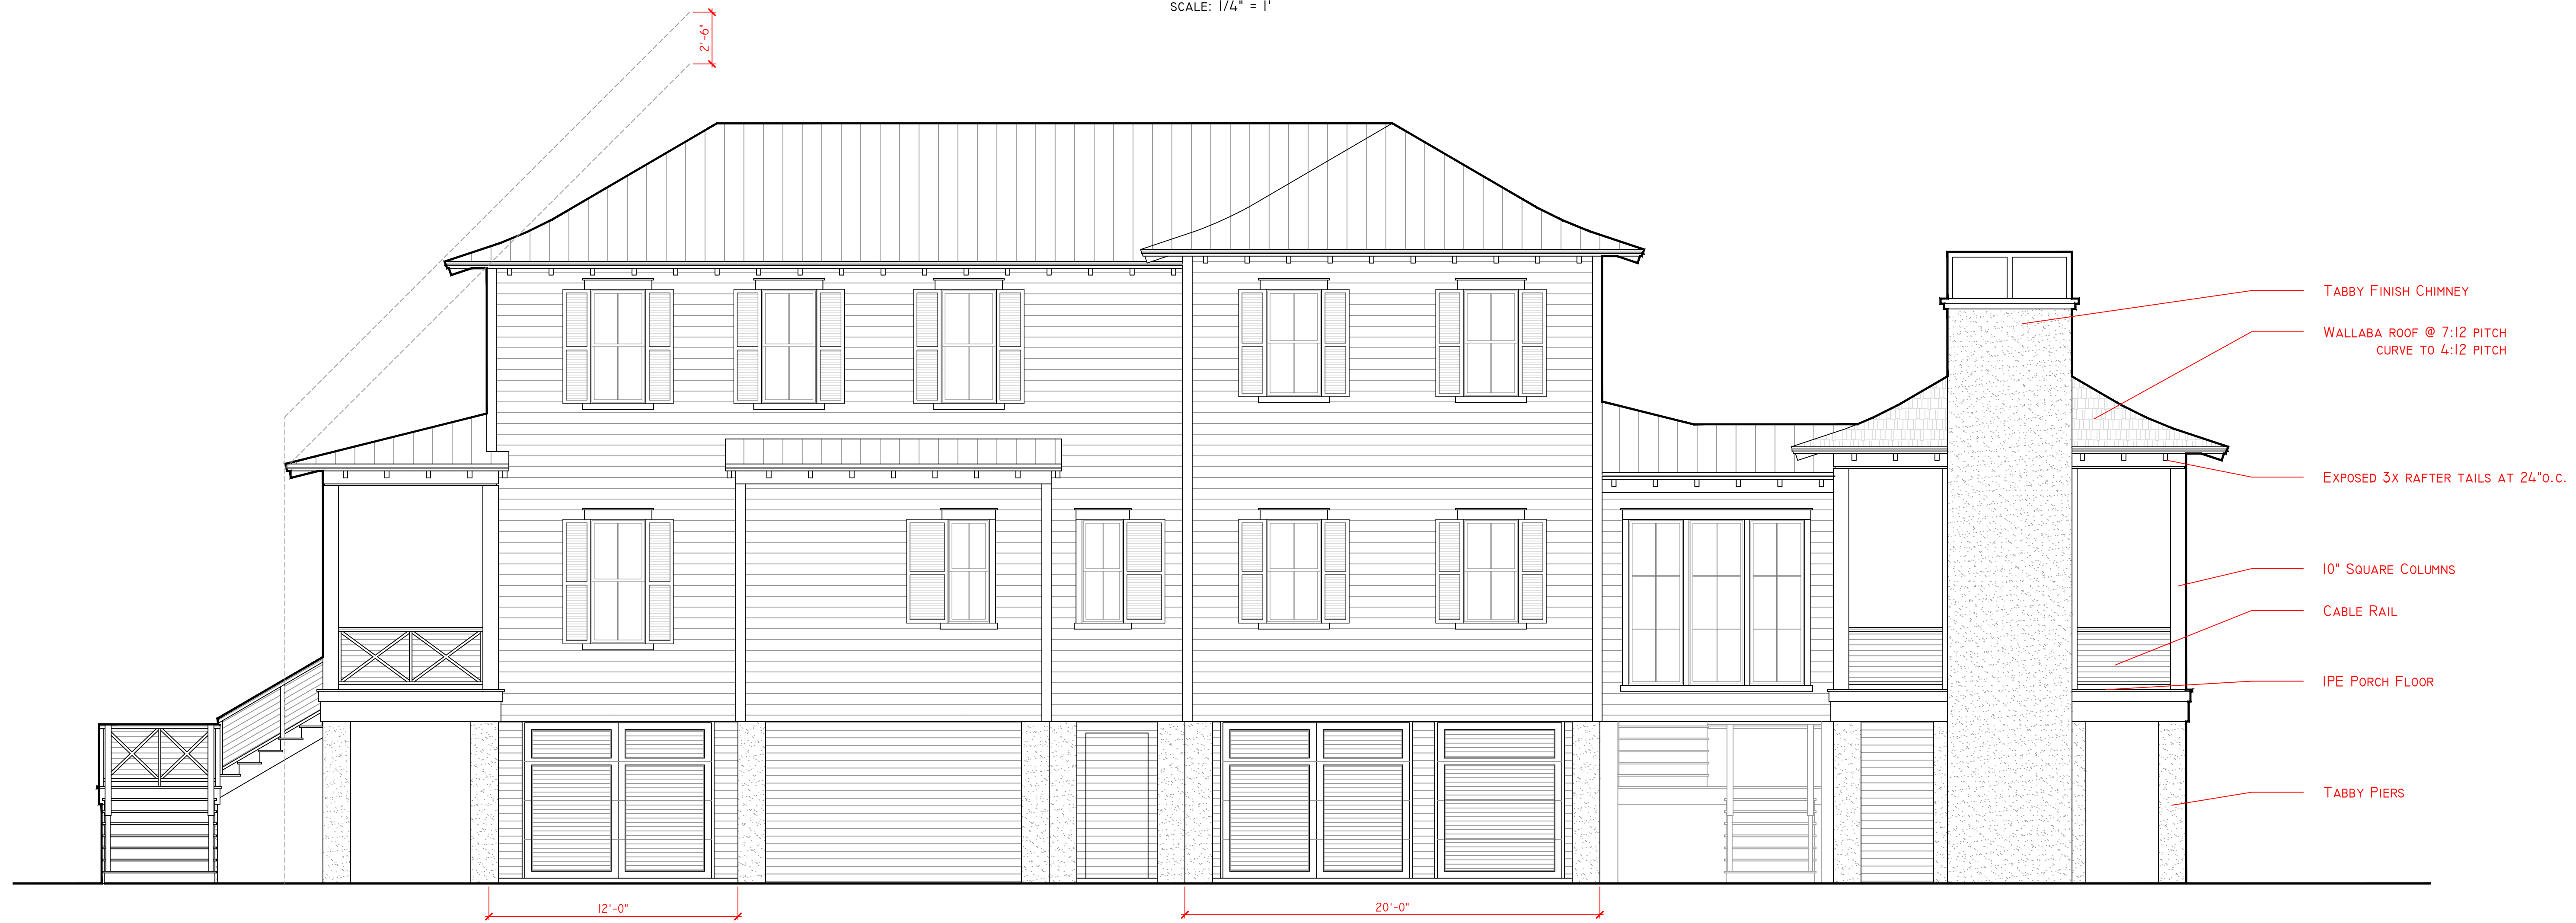 SCALE: 1/4" = 1'
2'-6"
TABBY FINISH CHIMNEY
WALLABA ROOF @ 7:12 PITCH
CURVE TO 4:12 PITCH
EXPOSED 3X RAFTER TAILS AT 24"O.C.
10" SQUARE COLUMNS
CABLE RAIL
IPE PORCH FLOOR
TABBY PIERS
12'-0"
20'-0"